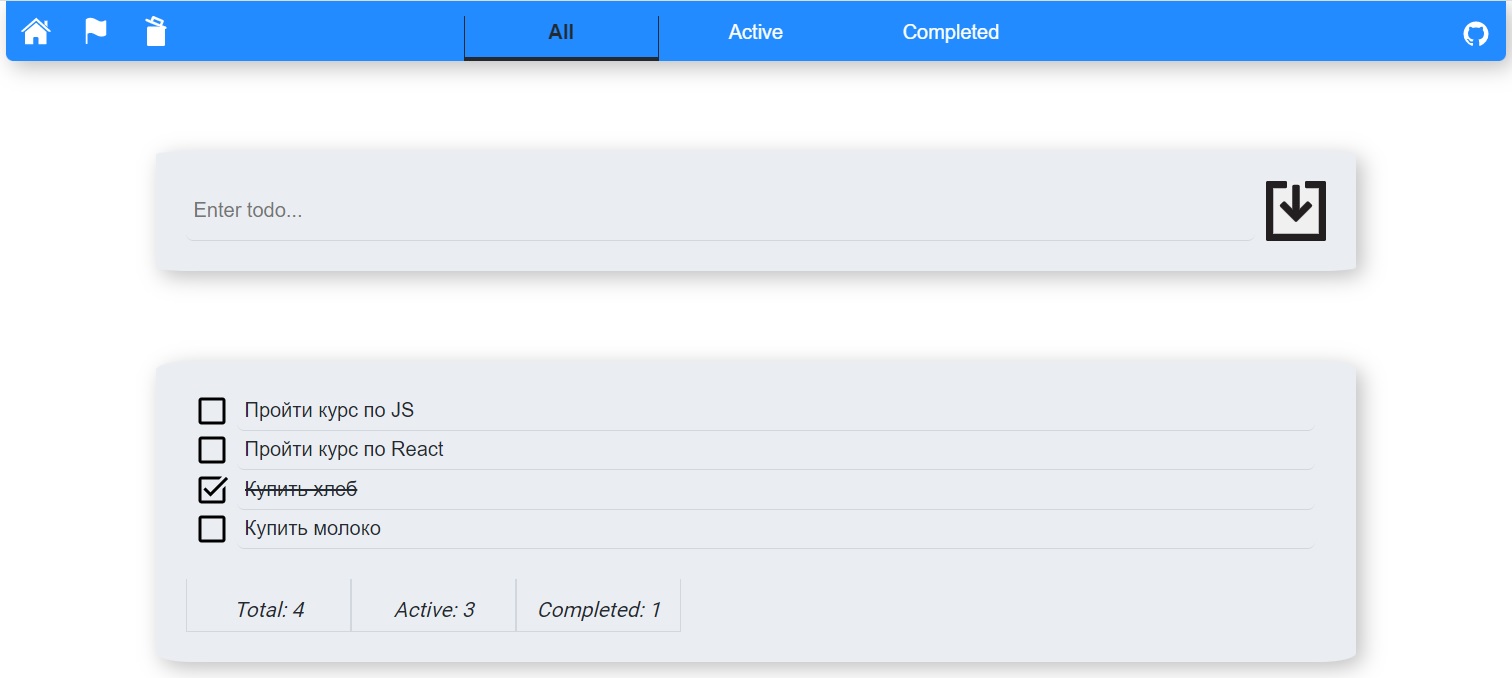 All Active Completed
Enter todo...
Пройти курс по JS
Пройти курс по React
Купить хлеб
Купить молоко
Total: 4 Active: 3 Completed: 1